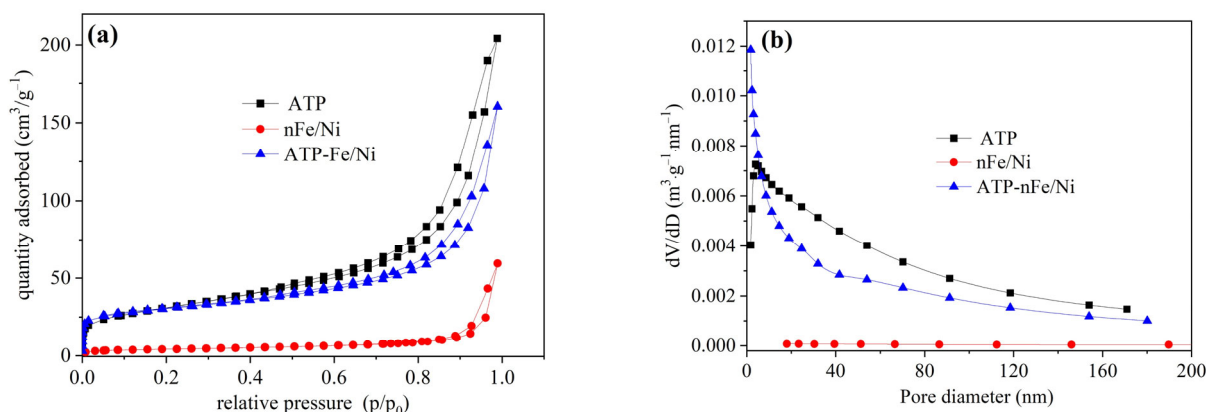 (a)
ATP
nFe/Ni
ATP-Fe/Ni
quantity adsorbed (cm³/g⁻¹)
200
150
100
50
0
0.0 0.2 0.4 0.6 0.8 1.0
relative pressure (p/p₀)
(b)
ATP
nFe/Ni
ATP-nFe/Ni
dV/dD (m³·g⁻¹·nm⁻¹)
0.012
0.010
0.008
0.006
0.004
0.002
0.000
0 40 80 120 160 200
Pore diameter (nm)